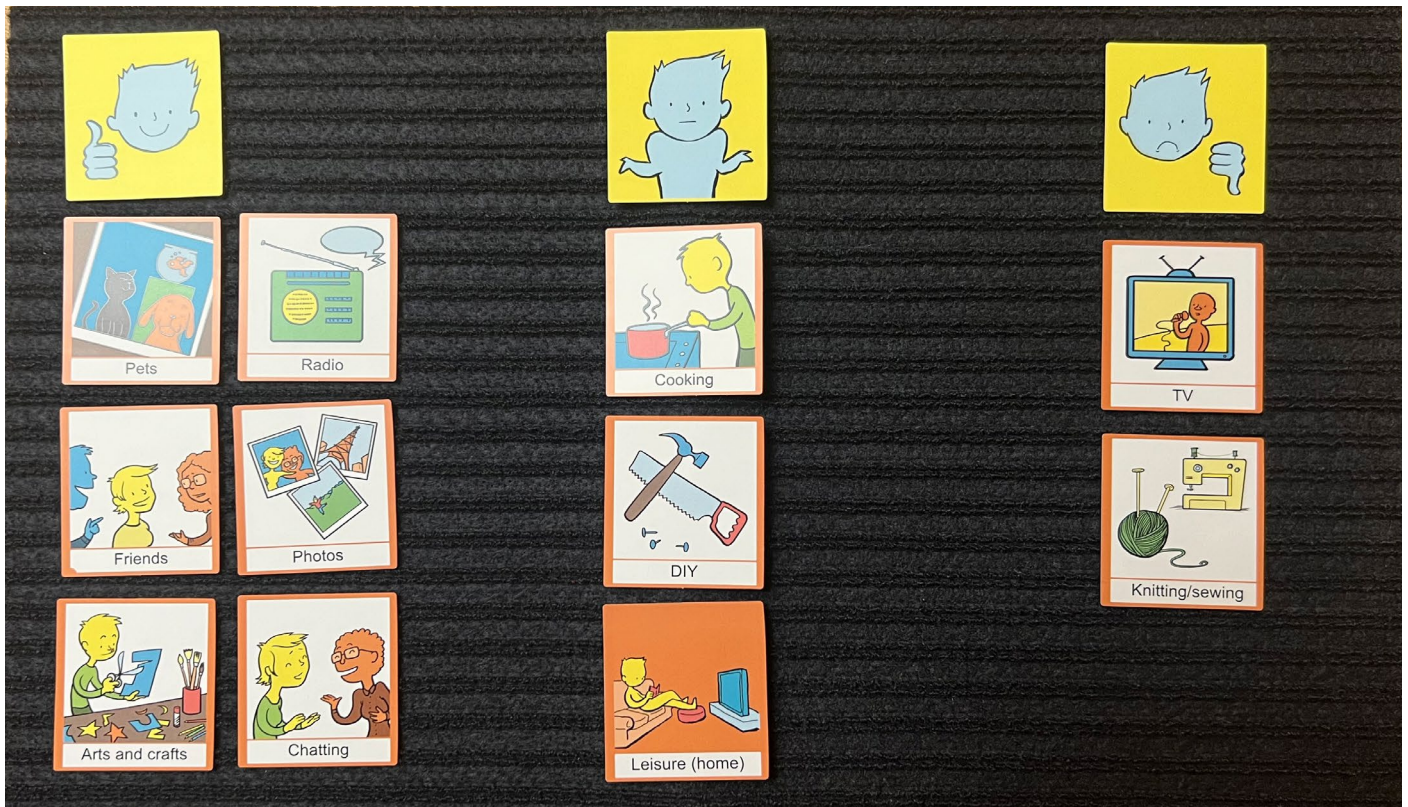 Pets
Radio
Cooking
TV
Friends
Photos
DIY
Knitting/sewing
Arts and crafts
Chatting
Leisure (home)